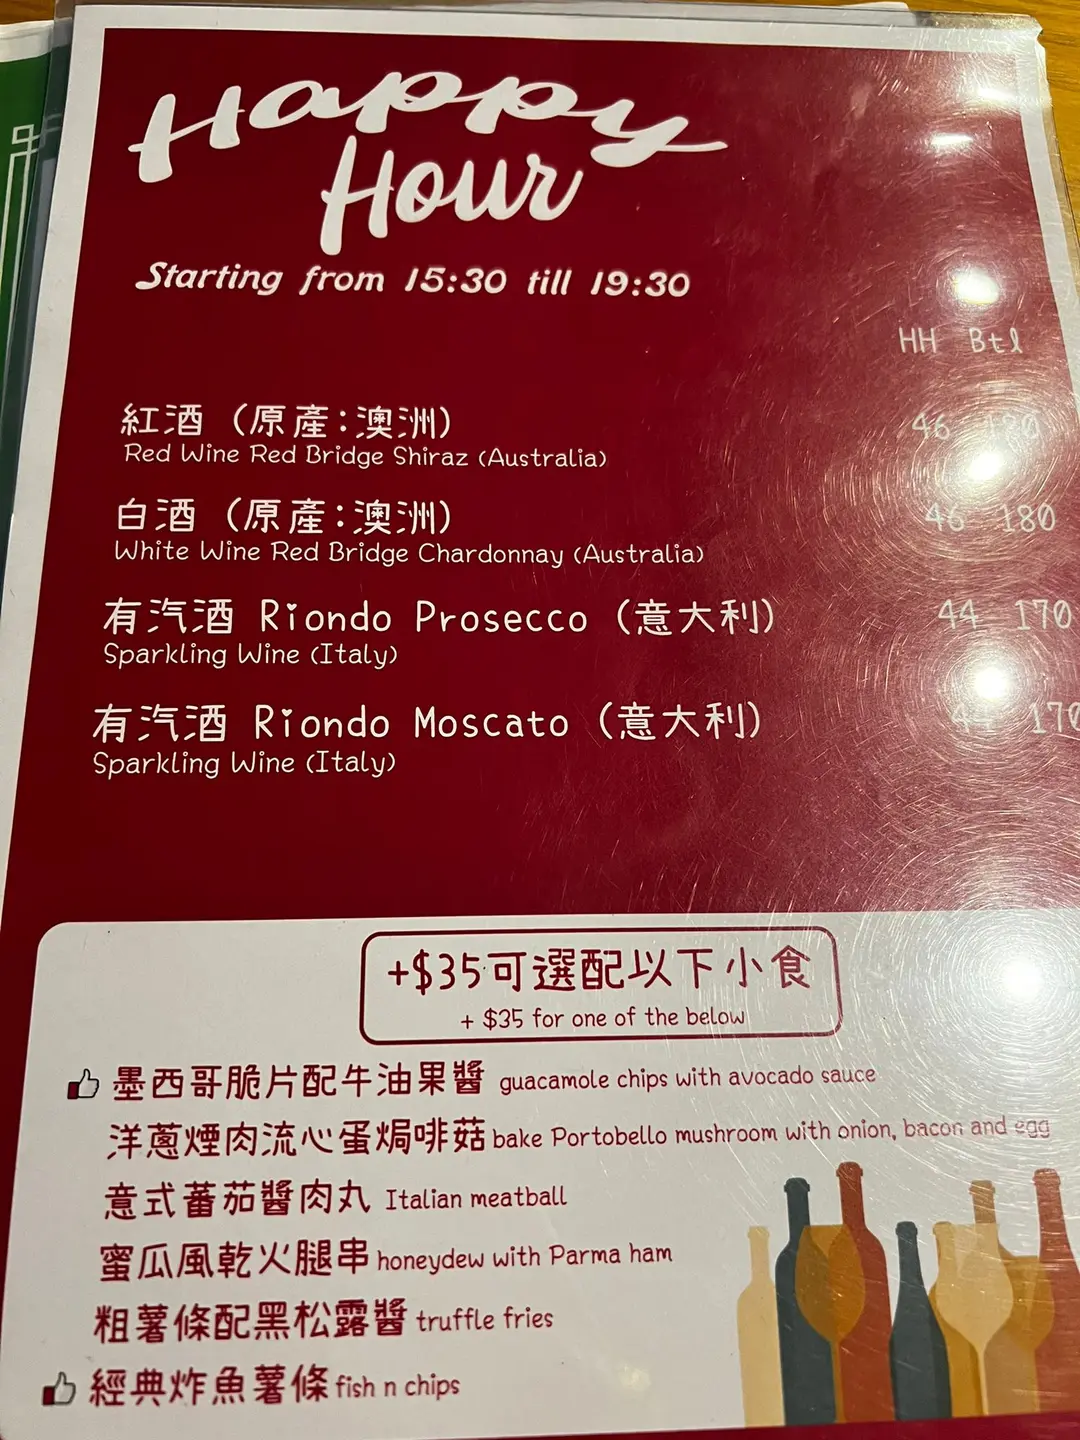 Happy
Hour
Starting from 15:30 till 19:30
HH Btl
紅酒 (原產:澳洲) 46
Red Wine Red Bridge Shiraz (Australia)
白酒 (原產:澳洲) 46 180
White Wine Red Bridge Chardonnay (Australia)
有汽酒 Riondo Prosecco (意大利) 44 170
Sparkling Wine (Italy)
有汽酒 Riondo Moscato (意大利) 44 170
Sparkling Wine (Italy)
+$35可選配以下小食
+ $35 for one of the below
墨西哥脆片配牛油果醬 guacamole chips with avocado sauce
洋蔥煙肉流心蛋焗啡菇 bake Portobello mushroom with onion, bacon and egg
意式蕃茄醬肉丸 Italian meatball
蜜瓜風乾火腿串 honeydew with Parma ham
粗薯條配黑松露醬 truffle fries
經典炸魚薯條 fish n chips